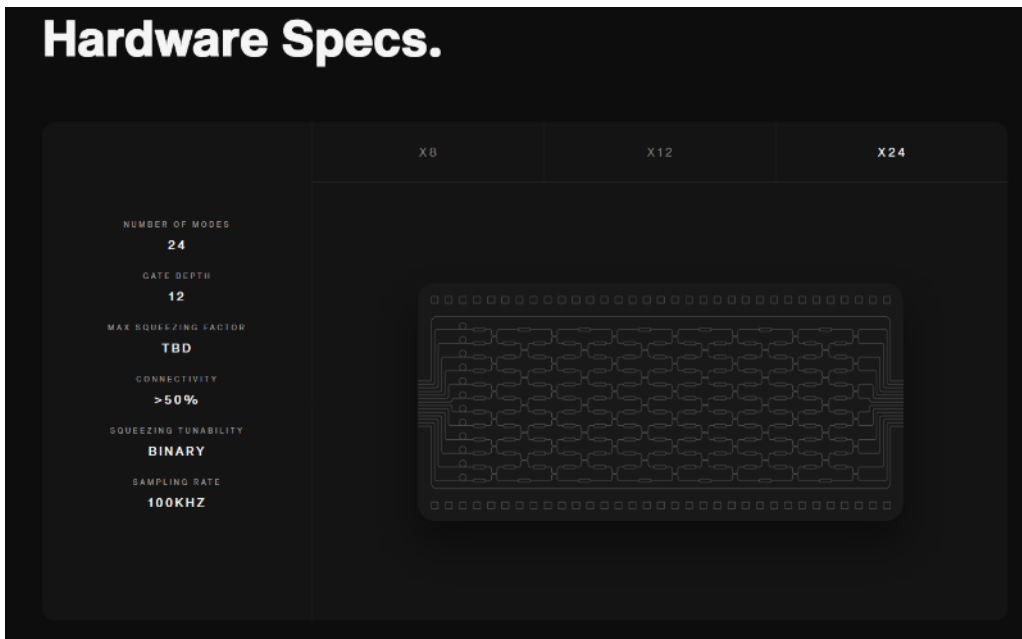 Hardware Specs.
X8 X12 X24
NUMBER OF MODES
24
GATE DEPTH
12
MAX SQUEEZING FACTOR
TBD
CONNECTIVITY
>50%
SQUEEZING TUNABILITY
BINARY
SAMPLING RATE
100KHZ